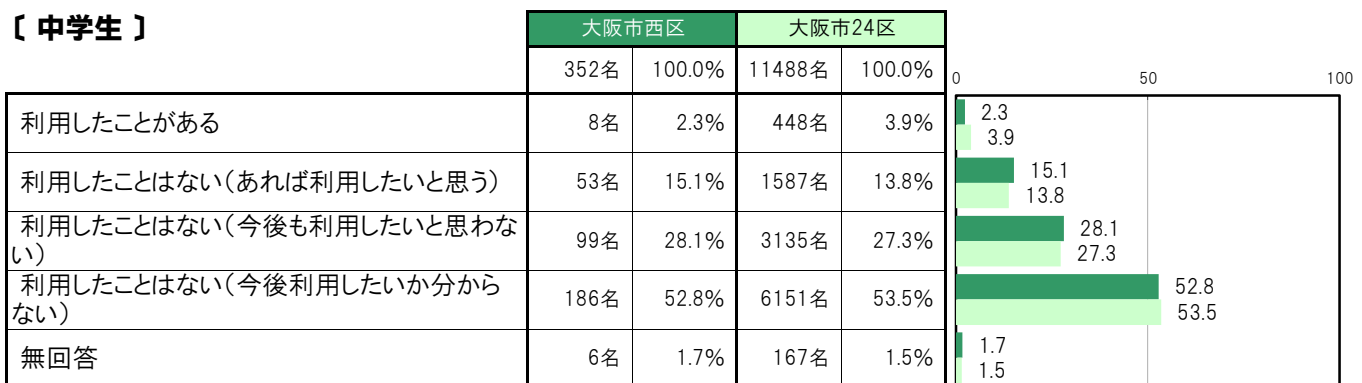 〔 中学生 〕
大阪市西区 大阪市24区
352名 100.0% 11488名 100.0%
0 50 100
利用したことがある 8名 2.3% 448名 3.9%
2.3
3.9
利用したことはない（あれば利用したいと思う） 53名 15.1% 1587名 13.8%
15.1
13.8
利用したことはない（今後も利用したいと思わな
い） 99名 28.1% 3135名 27.3%
28.1
27.3
利用したことはない（今後利用したいか分から
ない） 186名 52.8% 6151名 53.5%
52.8
53.5
無回答 6名 1.7% 167名 1.5%
1.7
1.5